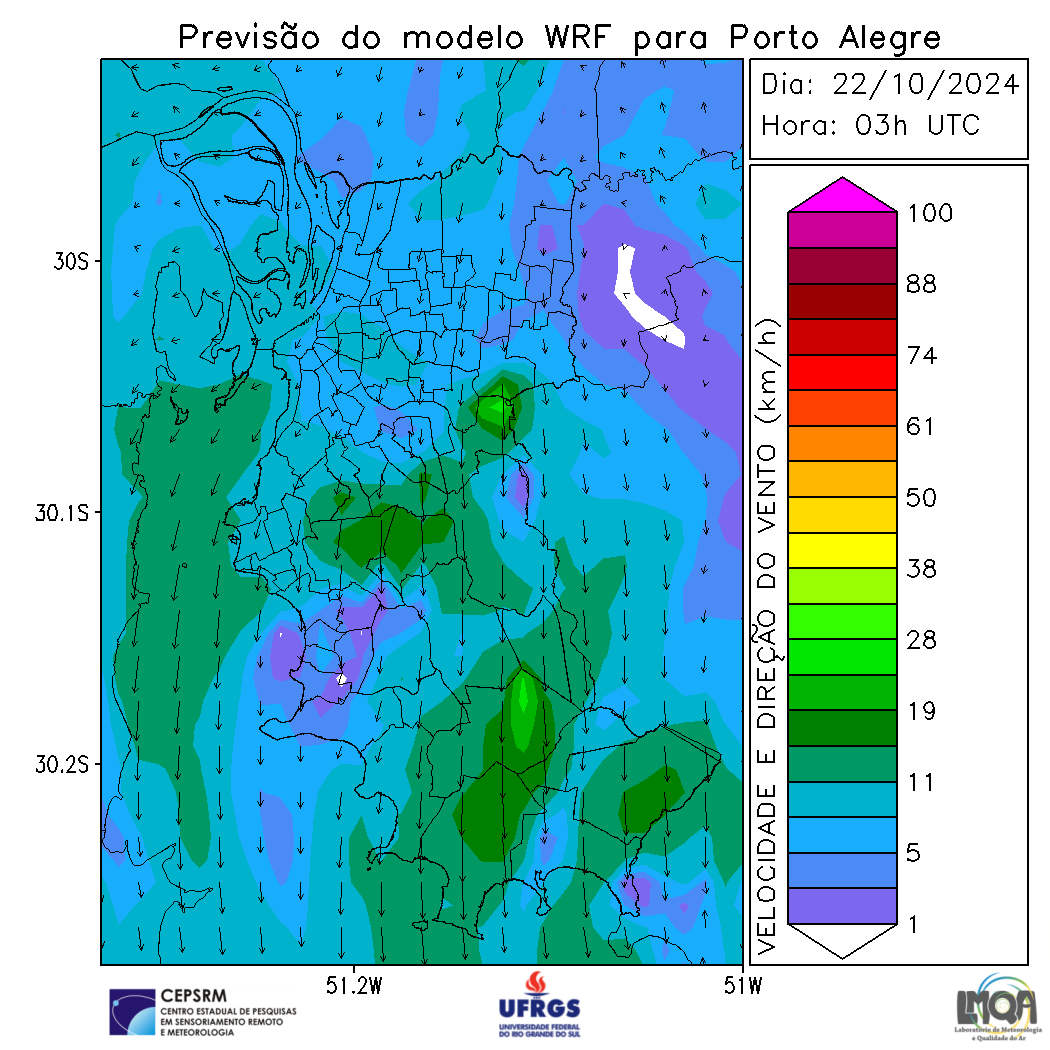 Previsão do modelo WRF para Porto Alegre
Dia: 22/10/2024
Hora: 03h UTC
30S
30.1S
30.2S
51.2W
51W
VELOCIDADE E DIREÇÃO DO VENTO (km/h)
100
88
74
61
50
38
28
19
11
5
1
CEPSRM
CENTRO ESTADUAL DE PESQUISAS
EM SENSORIAMENTO REMOTO
E METEOROLOGIA
UFRGS
UNIVERSIDADE FEDERAL
DO RIO GRANDE DO SUL
LMQA
Laboratório de Meteorologia
e Qualidade do Ar